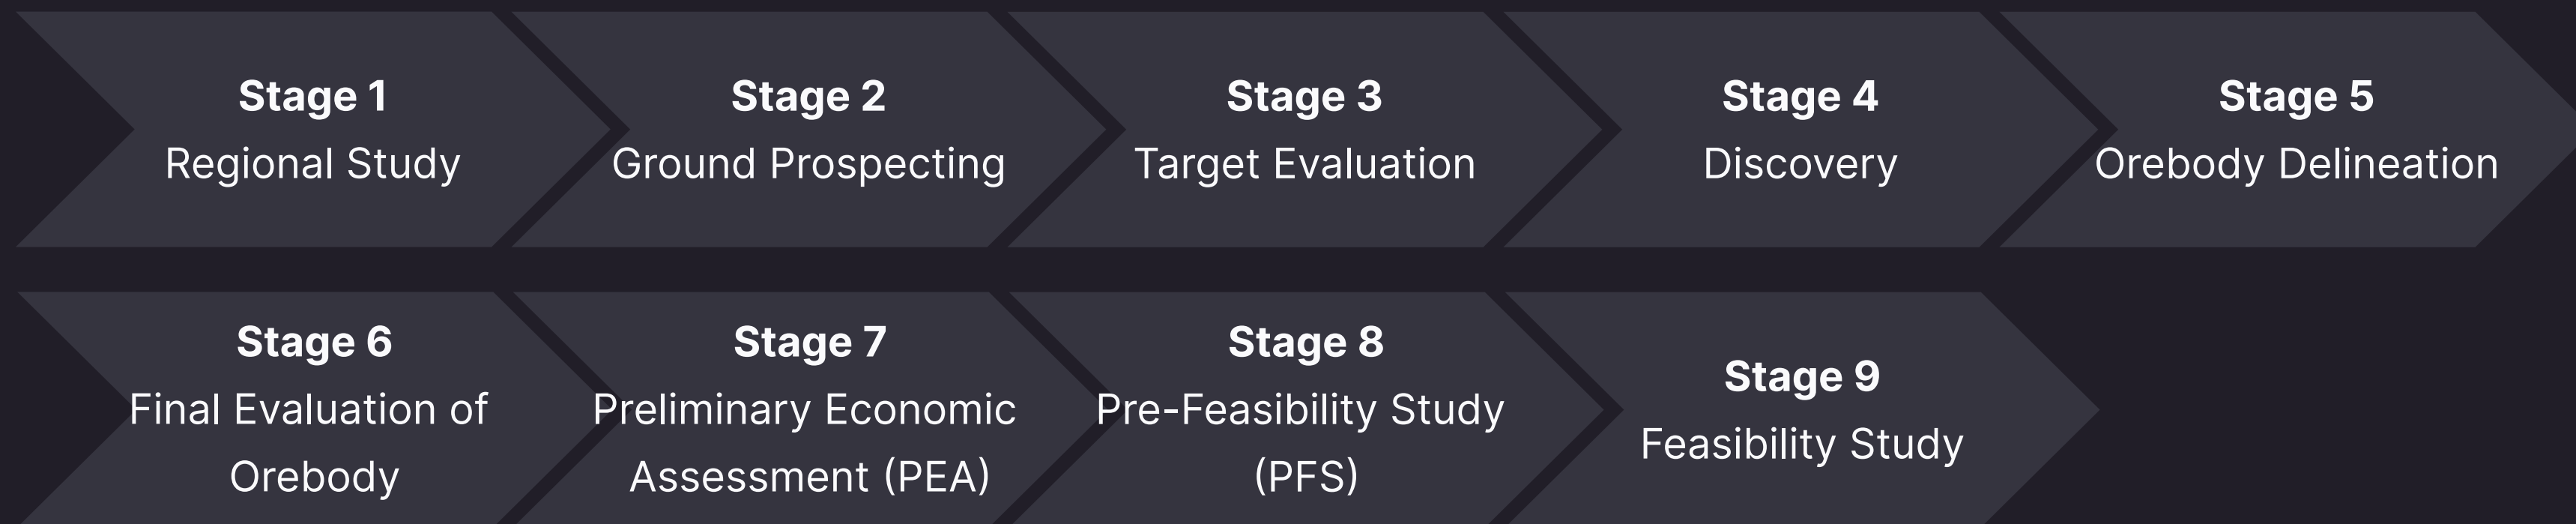 Stage 1
Regional Study
Stage 2
Ground Prospecting
Stage 3
Target Evaluation
Stage 4
Discovery
Stage 5
Orebody Delineation
Stage 6
Final Evaluation of
Orebody
Stage 7
Preliminary Economic
Assessment (PEA)
Stage 8
Pre-Feasibility Study
(PFS)
Stage 9
Feasibility Study